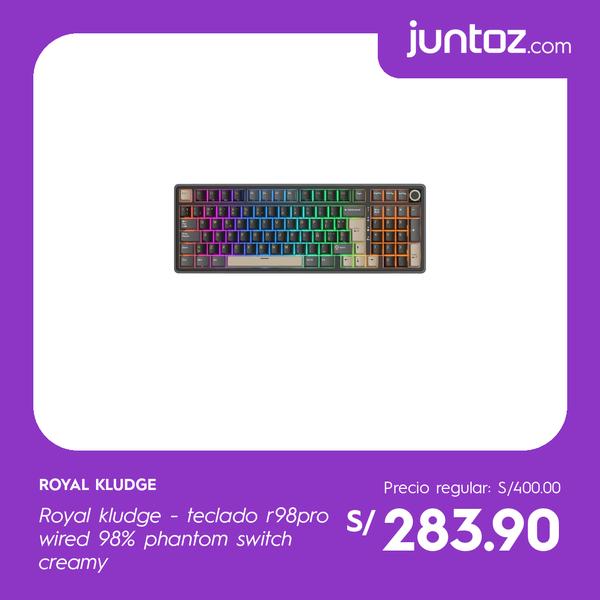 juntoz.com
ROYAL KLUDGE
Royal kludge - teclado r98pro
wired 98% phantom switch
creamy
Precio regular: S/400.00
S/ 283.90